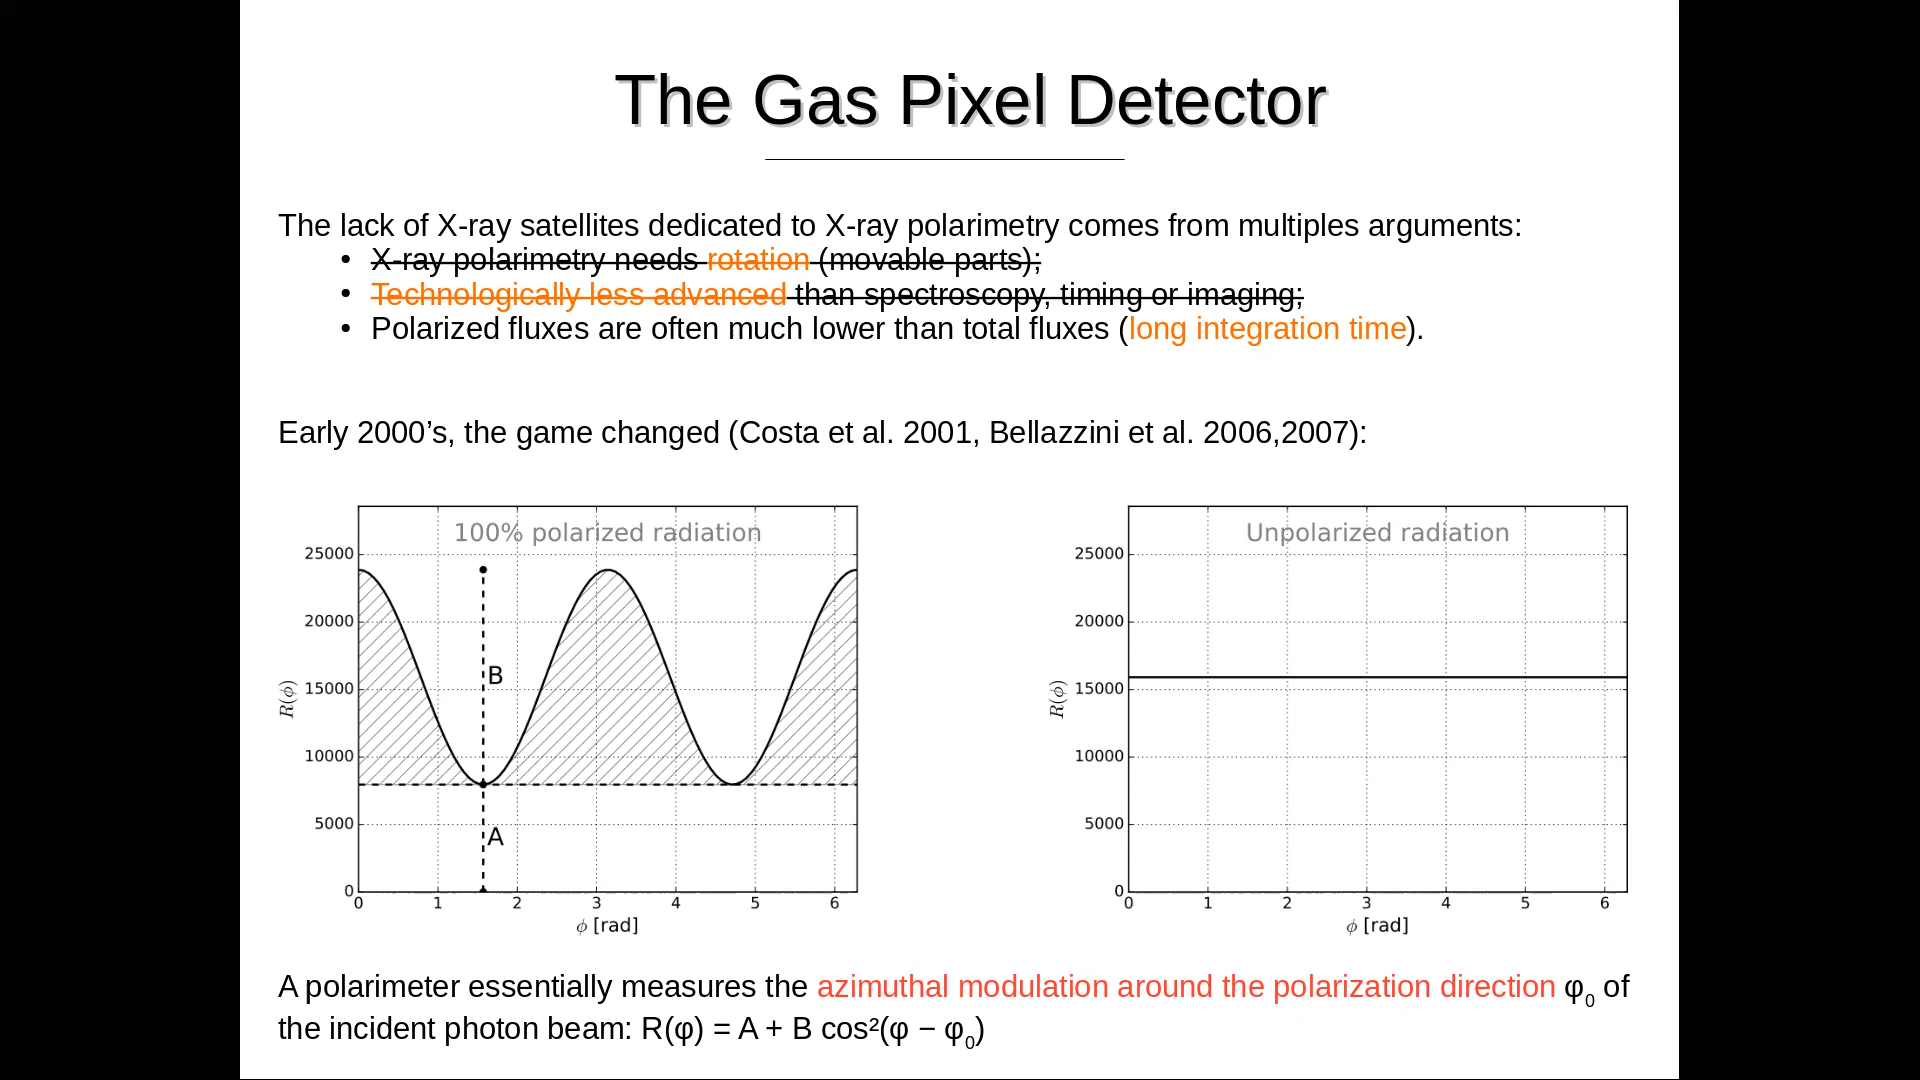 The Gas Pixel Detector
The lack of X-ray satellites dedicated to X-ray polarimetry comes from multiples arguments:
• X-ray polarimetry needs rotation (movable parts);
• Technologically less advanced than spectroscopy, timing or imaging;
• Polarized fluxes are often much lower than total fluxes (long integration time).
Early 2000’s, the game changed (Costa et al. 2001, Bellazzini et al. 2006,2007):
100% polarized radiation
25000
20000
15000
10000
5000
0
R(ϕ)
B
A
0 1 2 3 4 5 6
ϕ [rad]
Unpolarized radiation
25000
20000
15000
10000
5000
0
R(ϕ)
0 1 2 3 4 5 6
ϕ [rad]
A polarimeter essentially measures the azimuthal modulation around the polarization direction φ₀ of
the incident photon beam: R(φ) = A + B cos²(φ − φ₀)